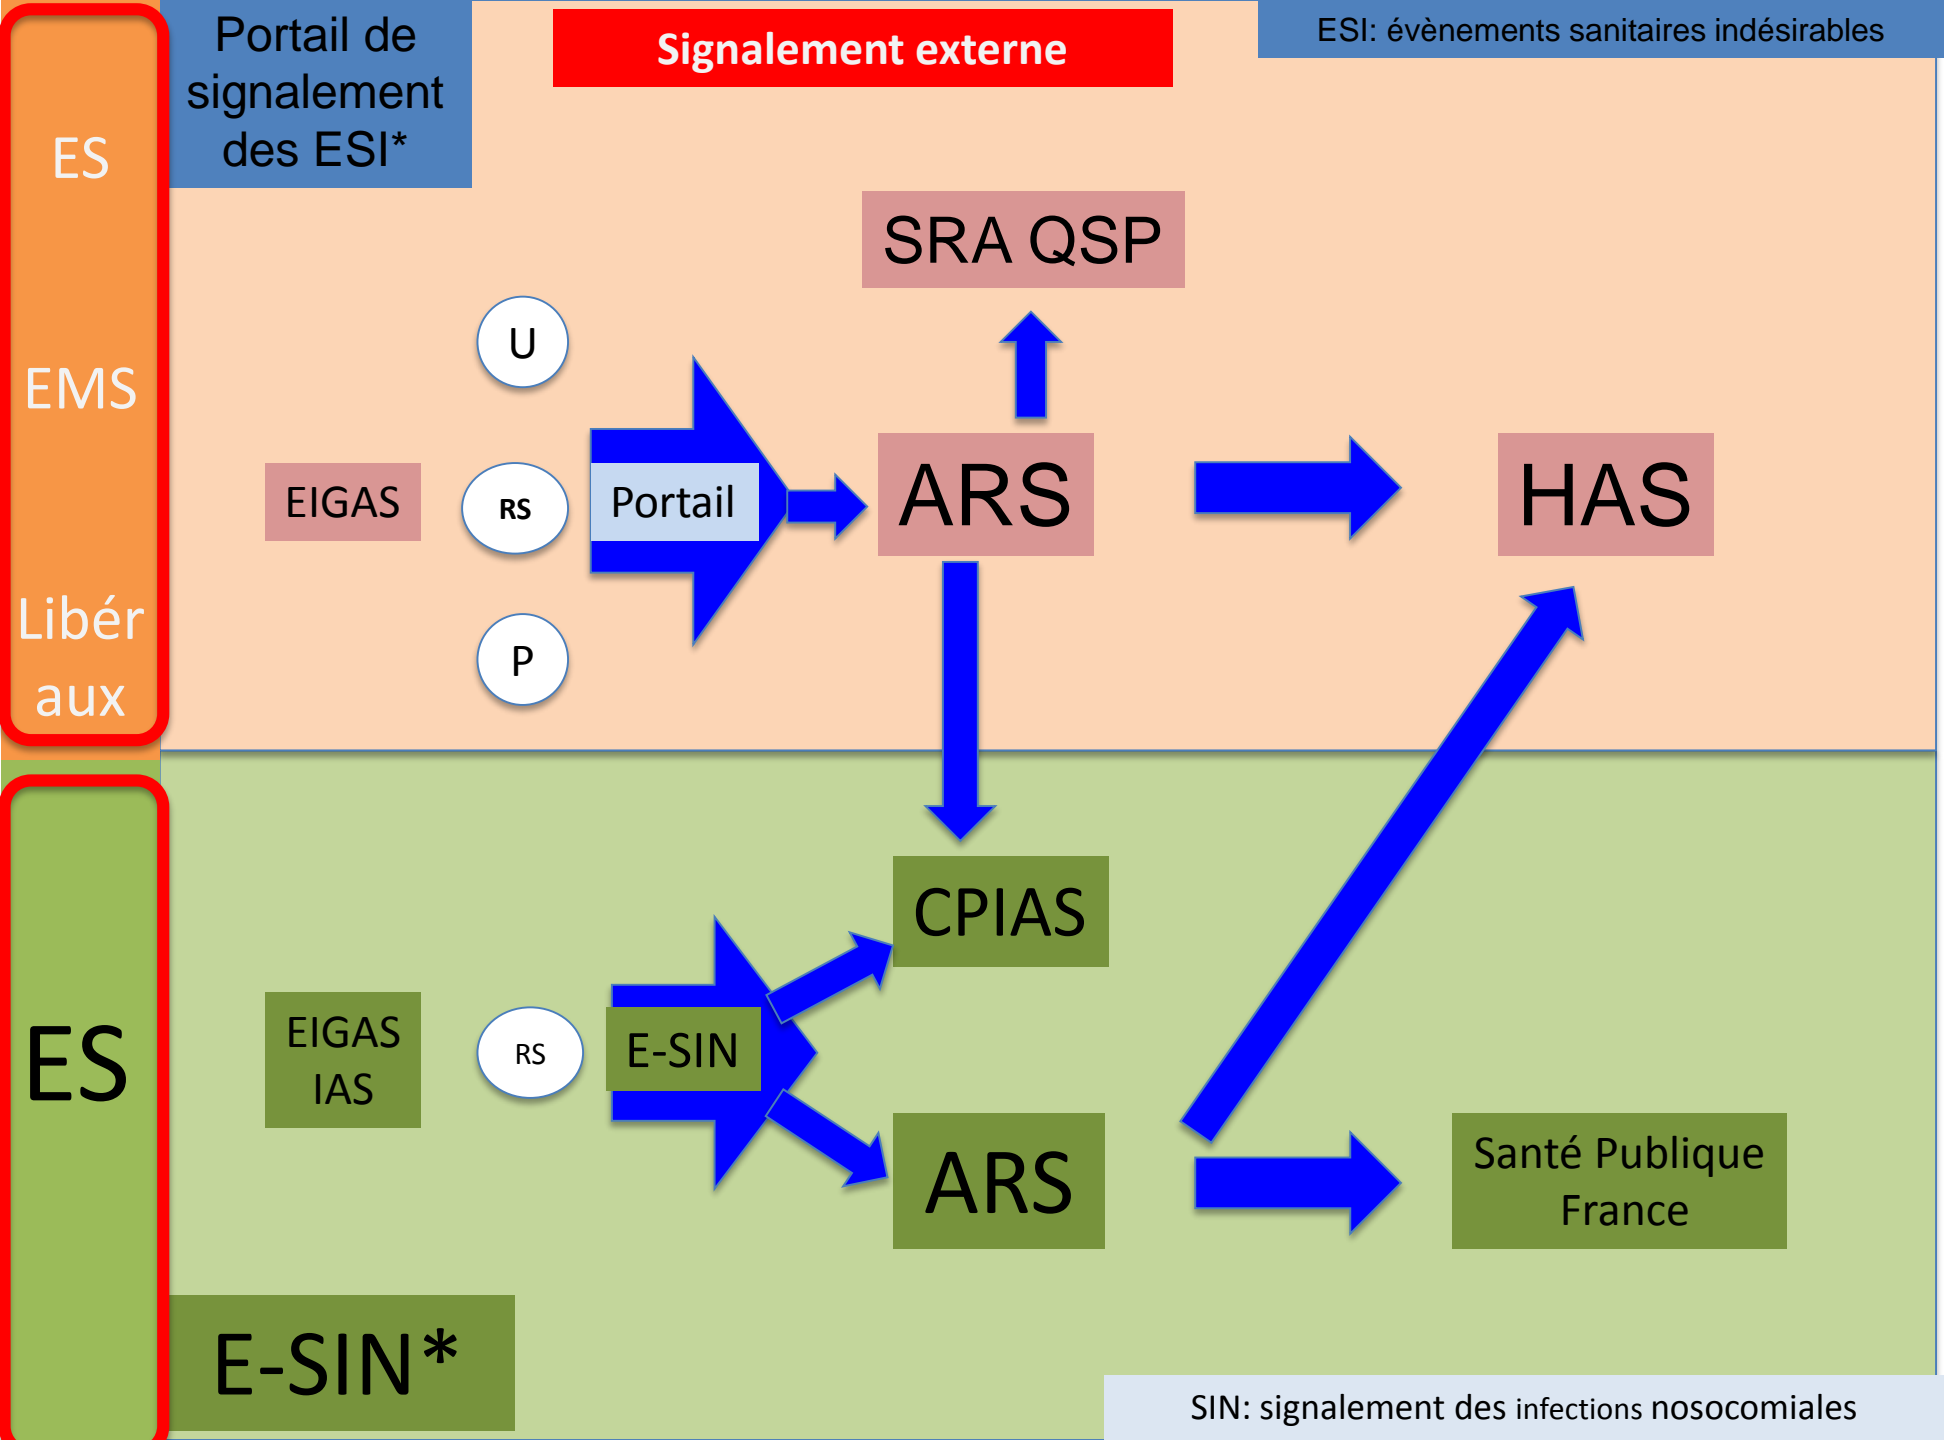 Portail de
signalement
des ESI*
Signalement externe
ESI: évènements sanitaires indésirables
ES
EMS
Libér
aux
SRA QSP
U
EIGAS
RS
Portail
ARS
HAS
P
CPIAS
ES
EIGAS
IAS
RS
E-SIN
ARS
Santé Publique
France
E-SIN*
SIN: signalement des infections nosocomiales